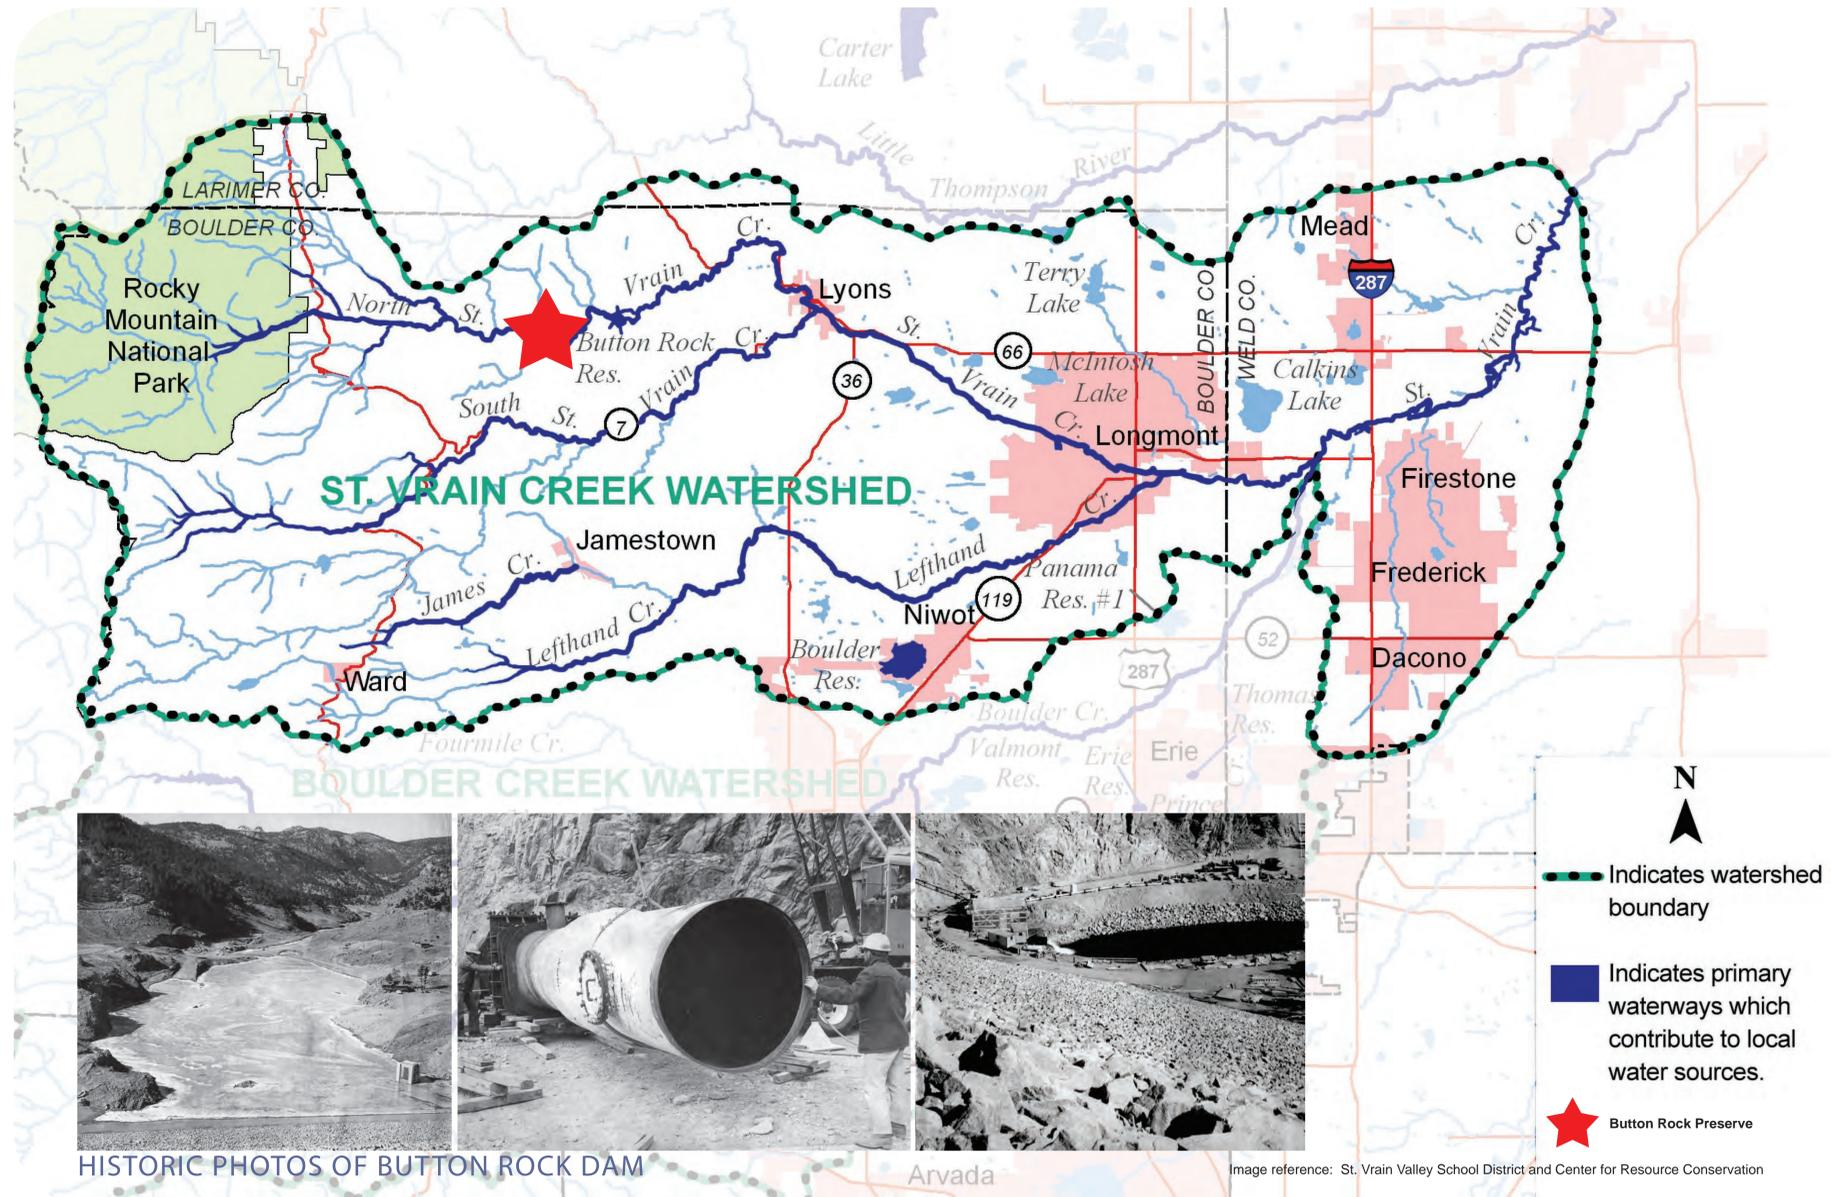 Carter
Lake
Little
Thompson
River
LARIMER CO.
BOULDER CO.
Rocky
Mountain
National
Park
North
St.
Vrain
Cr.
Button Rock
Res.
Lyons
St.
Vrain
Cr.
66
36
7
South
St.
Vrain
Cr.
Terry
Lake
McIntosh
Lake
Longmont
BOULDER CO.
WELD CO.
Calkins
Lake
Mead
287
St.
Vrain
Cr.
Firestone
Frederick
Dacono
ST. VRAIN CREEK WATERSHED
Jamestown
James
Cr.
Lefthand Cr.
Ward
Lefthand
Cr.
Niwot
119
Panama
Res. #1
Boulder
Res.
52
287
Thomas
Res.
Boulder Cr.
Valmont
Res.
Erie
Res.
Erie
Cr.
Prince
Fourmile Cr.
BOULDER CREEK WATERSHED
N
Indicates watershed
boundary
Indicates primary
waterways which
contribute to local
water sources.
Button Rock Preserve
HISTORIC PHOTOS OF BUTTON ROCK DAM
Arvada
Image reference: St. Vrain Valley School District and Center for Resource Conservation